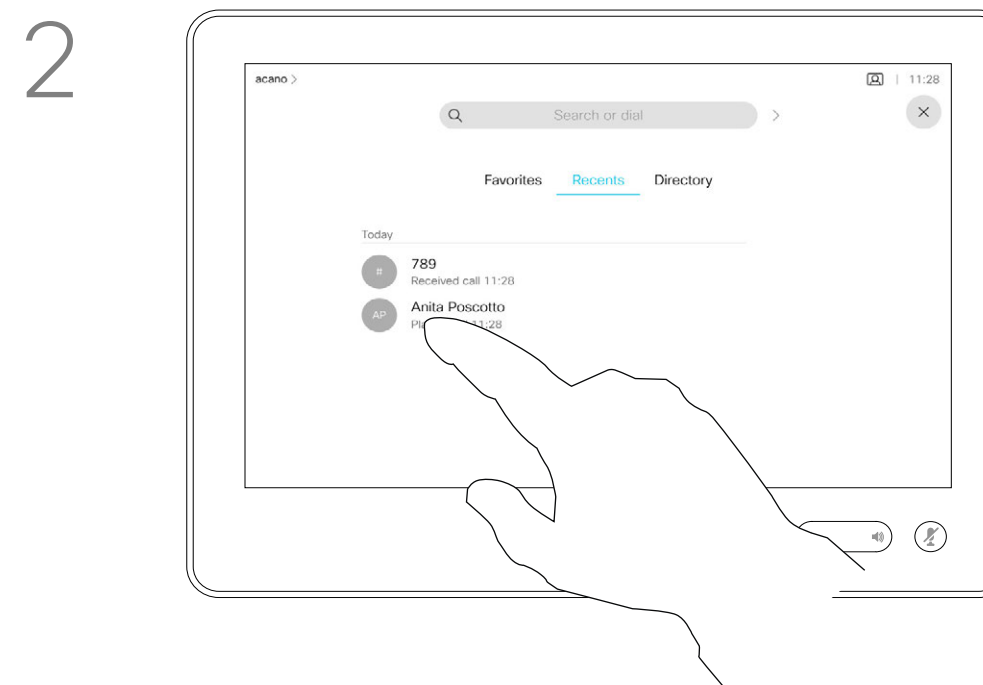 2
acano >
11:28
Search or dial
Favorites Recents Directory
Today
# 789
Received call 11:28
AP Anita Poscotto
11:28